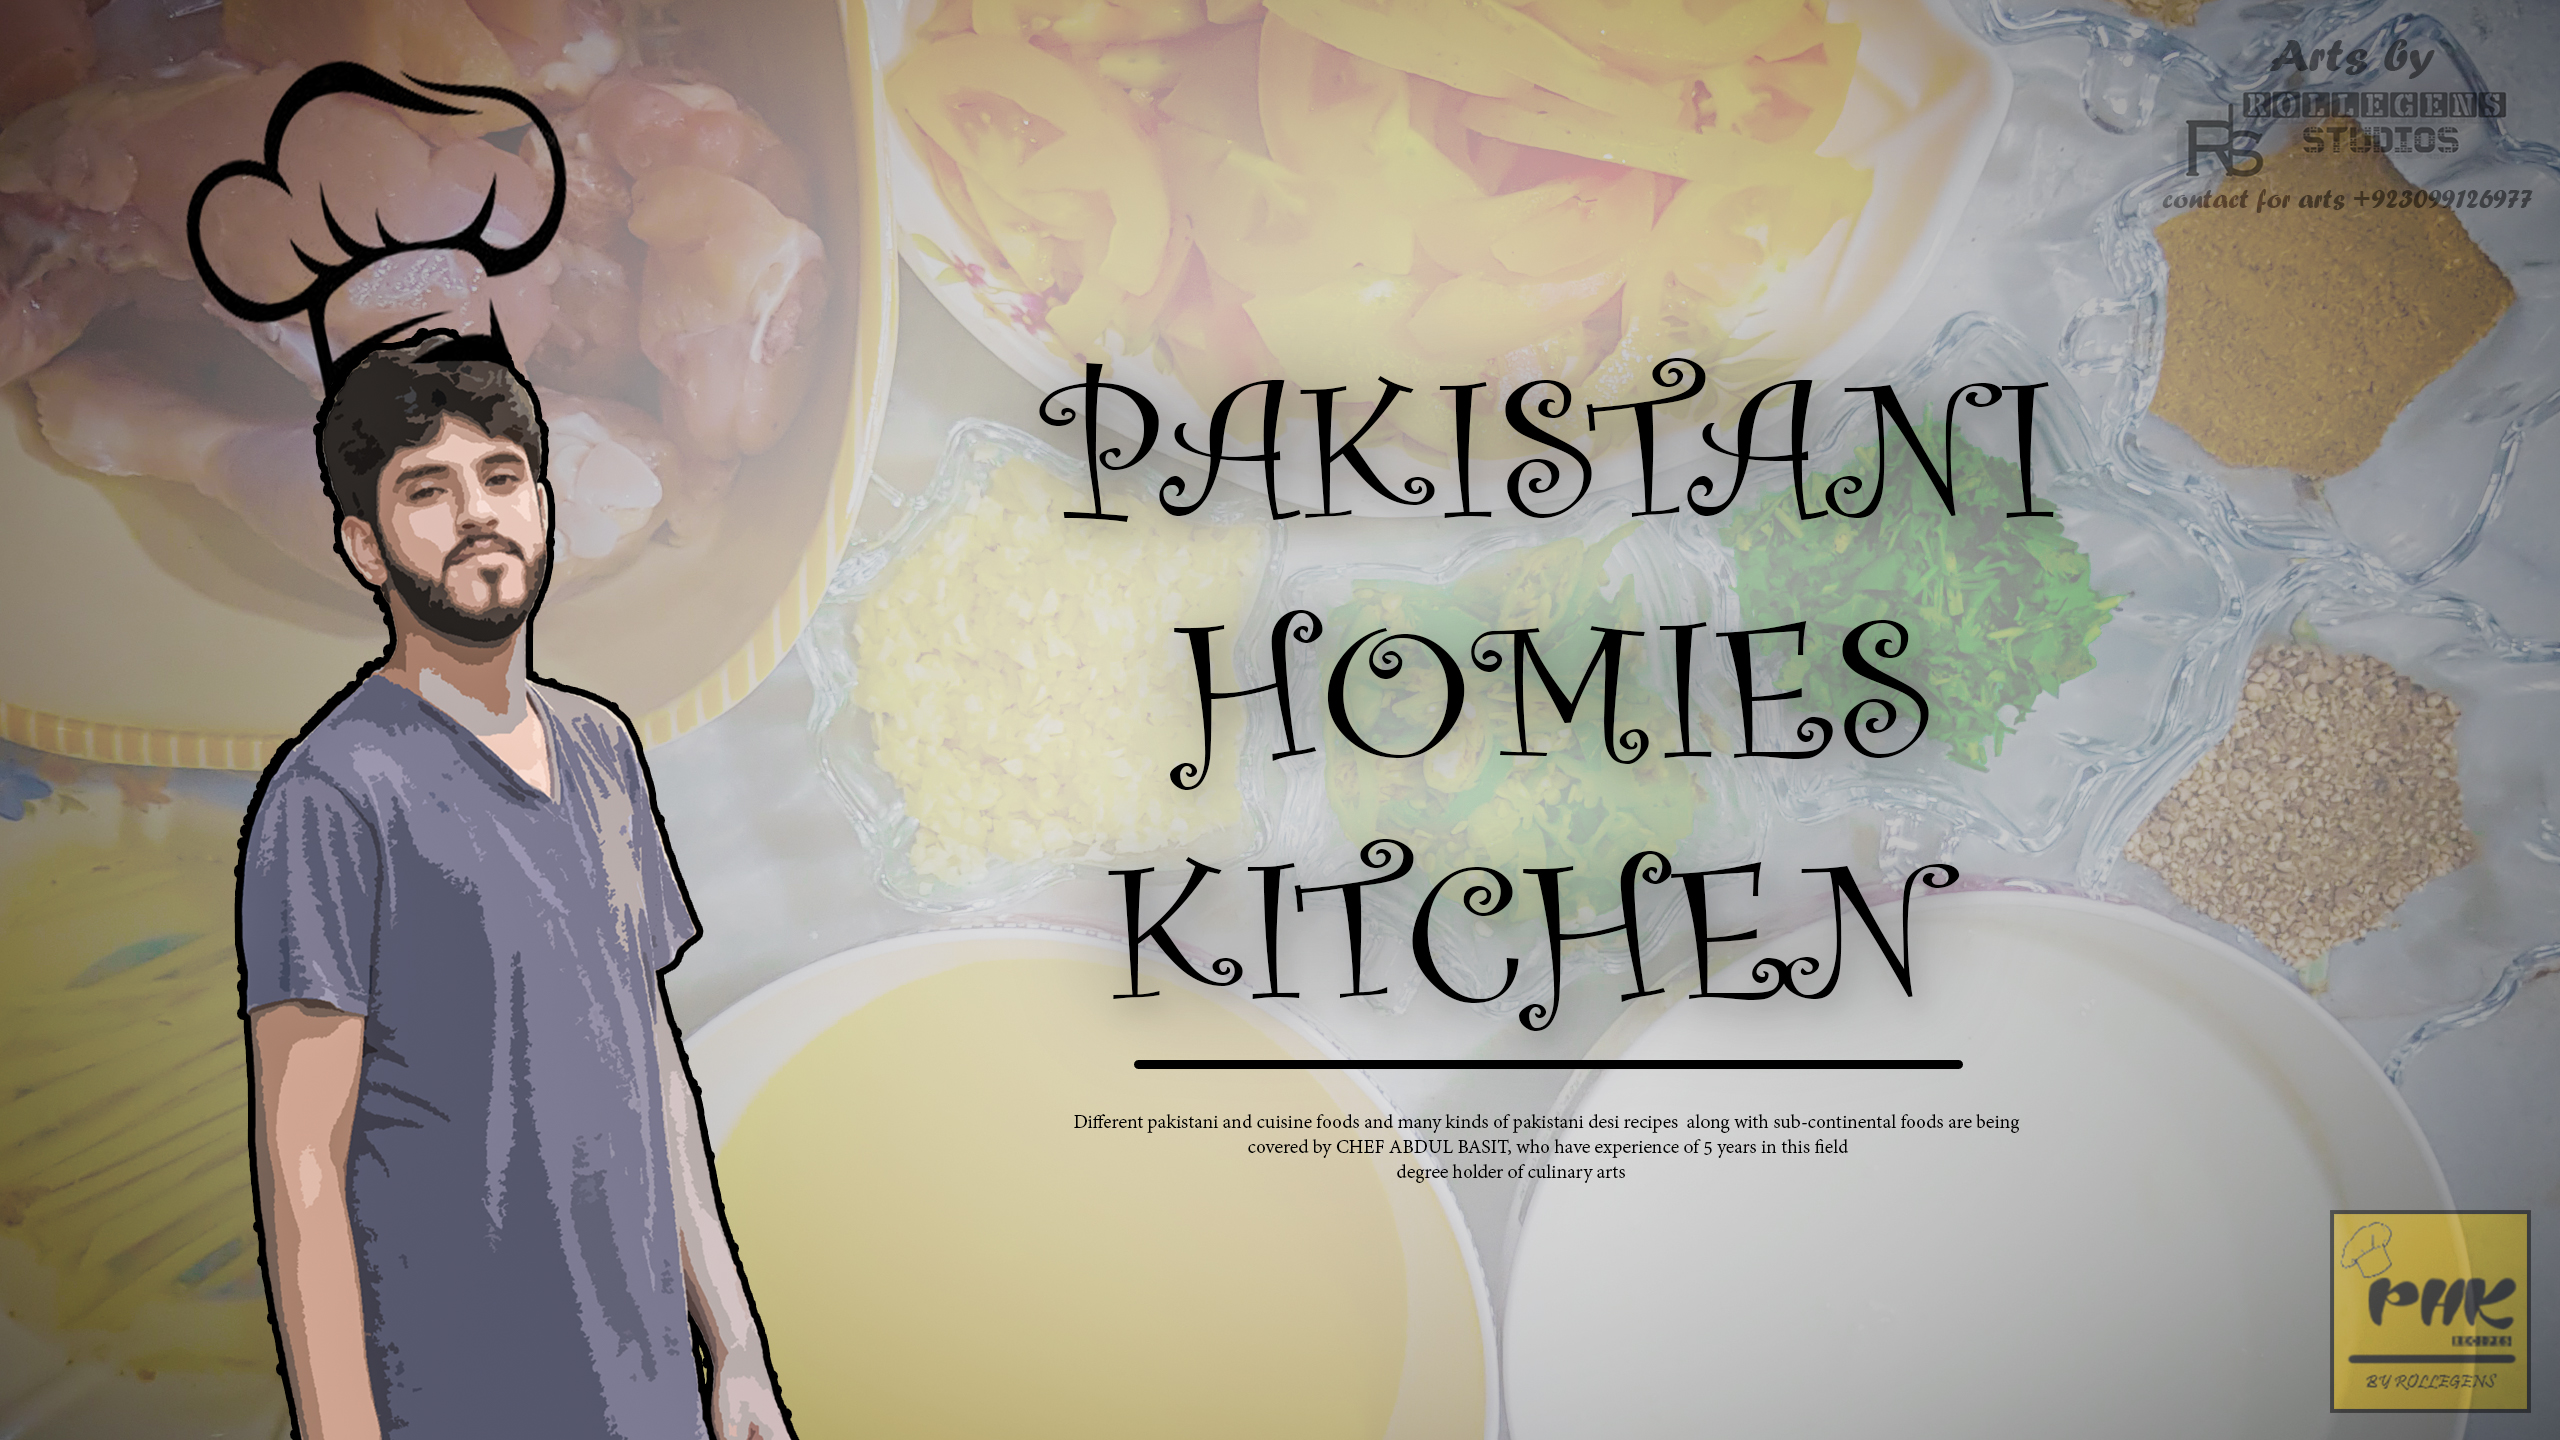 Arts by
ROLLEGENS
RS STUDIOS
contact for arts +923099126977
PAKISTANI
HOMIES
KITCHEN
Different pakistani and cuisine foods and many kinds of pakistani desi recipes along with sub-continental foods are being
covered by CHEF ABDUL BASIT, who have experience of 5 years in this field
degree holder of culinary arts
PHK
RECIPES
BY ROLLEGENS